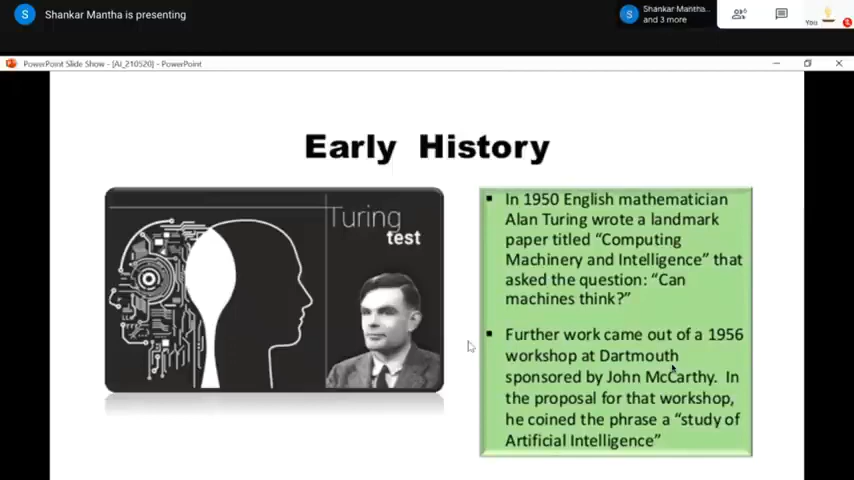 S Shankar Mantha is presenting
S Shankar Mantha...
and 3 more
You
PowerPoint Slide Show - [AI_210520] - PowerPoint
Early History
Turing
test
▪ In 1950 English mathematician
Alan Turing wrote a landmark
paper titled “Computing
Machinery and Intelligence” that
asked the question: “Can
machines think?”
▪ Further work came out of a 1956
workshop at Dartmouth
sponsored by John McCarthy. In
the proposal for that workshop,
he coined the phrase a “study of
Artificial Intelligence”